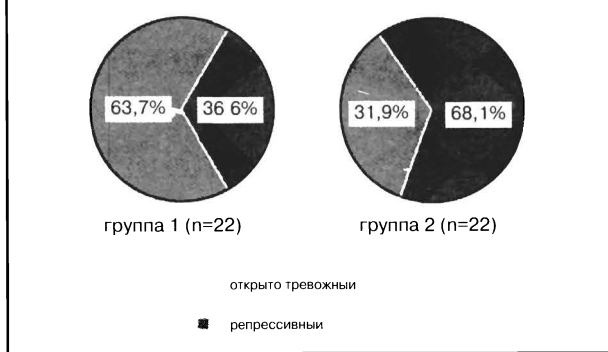 63,7% 36 6% 31,9% 68,1%
группа 1 (n=22) группа 2 (n=22)
открыто тревожныи
репрессивныи